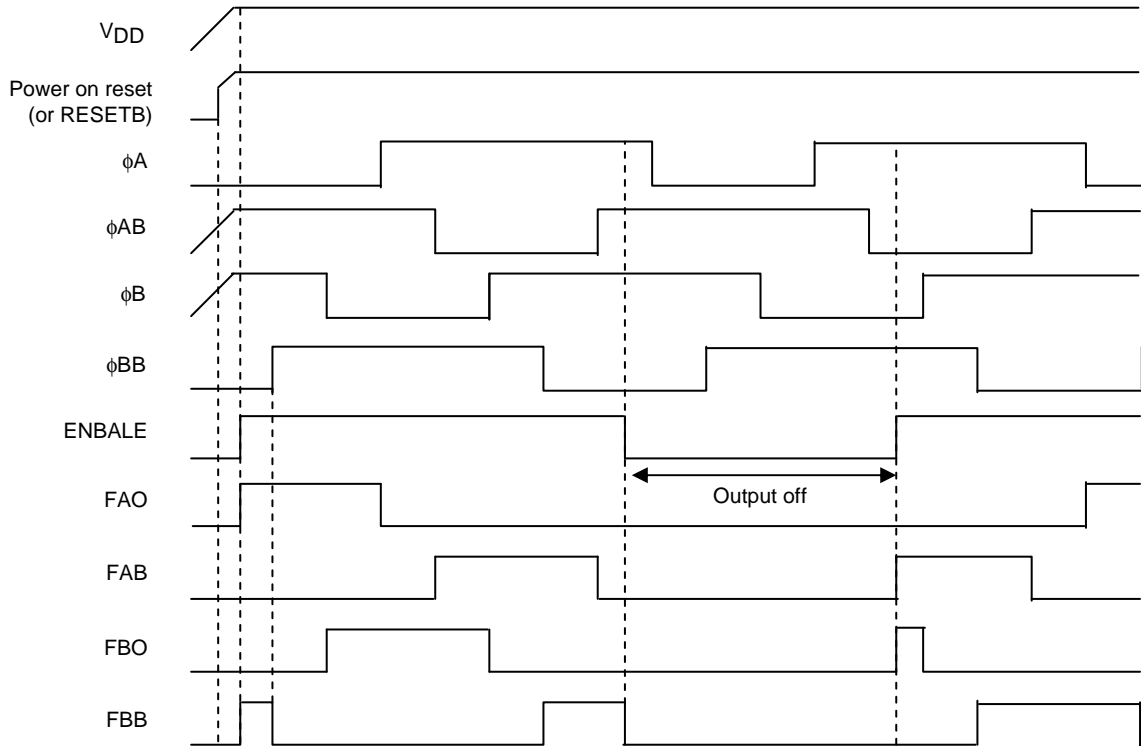 VDD
Power on reset
(or RESETB)
ϕA
ϕAB
ϕB
ϕBB
ENBALE
FAO
Output off
FAB
FBO
FBB